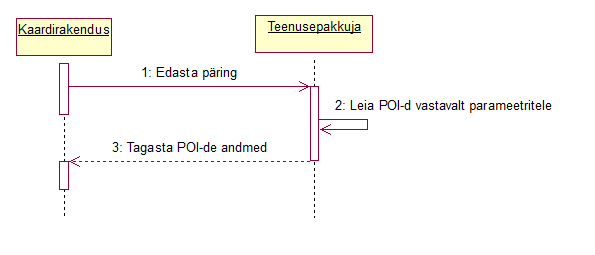 Kaardirakendus
Teenusepakkuja
1: Edasta päring
2: Leia POI-d vastavalt parameetritele
3: Tagasta POI-de andmed